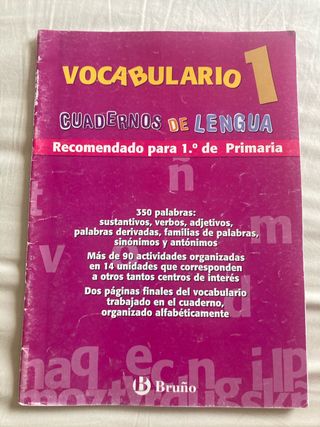 VOCABULARIO 1
CUADERNOS DE LENGUA
Recomendado para 1.º de Primaria
ñ
350 palabras:
sustantivos, verbos, adjetivos,
palabras derivadas, familias de palabras,
sinónimos y antónimos
Más de 90 actividades organizadas
en 14 unidades que corresponden
a otros tantos centros de interés
Dos páginas finales del vocabulario
trabajado en el cuaderno,
organizado alfabéticamente
B Bruño